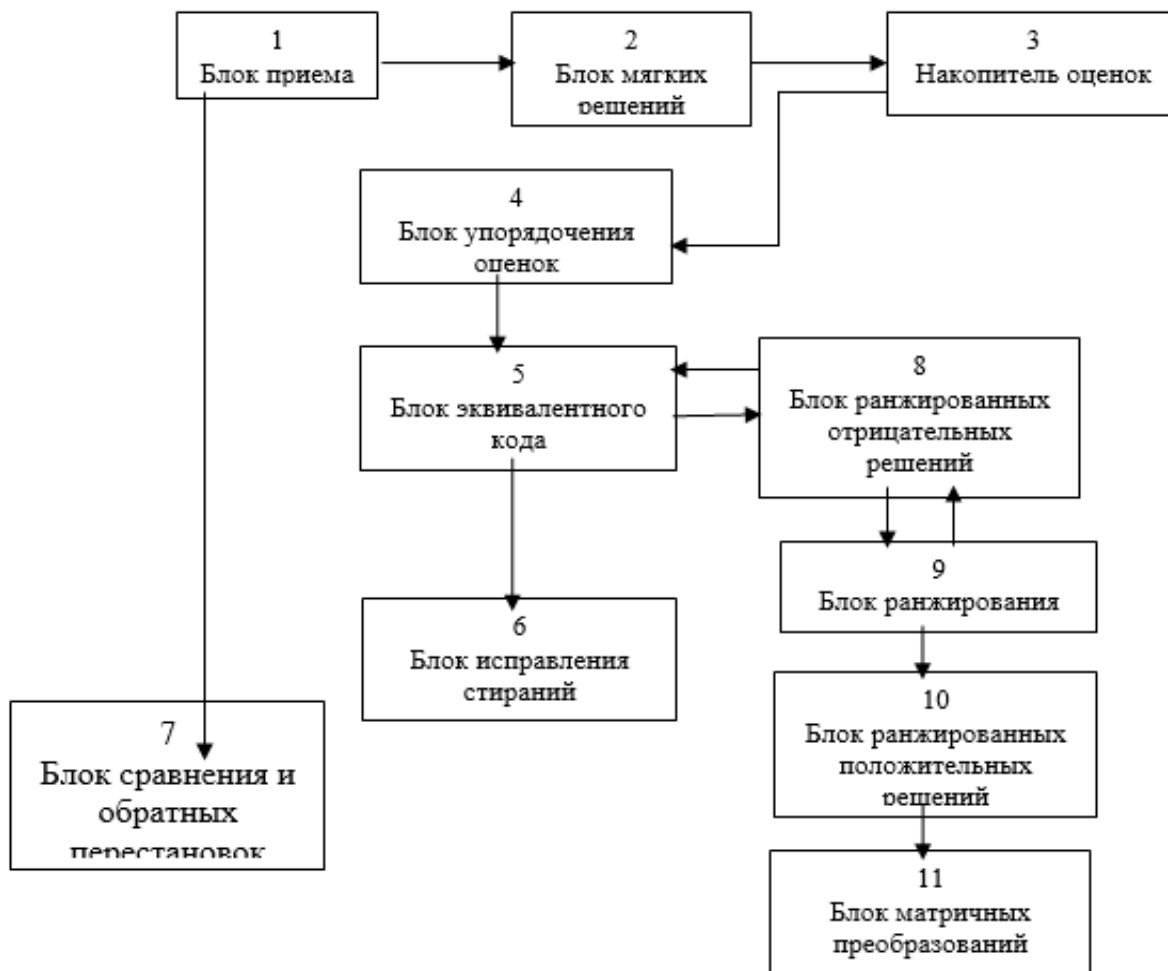 1
Блок приема
2
Блок мягких
решений
3
Накопитель оценок
4
Блок упорядочения
оценок
5
Блок эквивалентного
кода
8
Блок ранжированных
отрицательных
решений
9
Блок ранжирования
6
Блок исправления
стираний
7
Блок сравнения и
обратных
перестановок
10
Блок ранжированных
положительных
решений
11
Блок матричных
преобразований